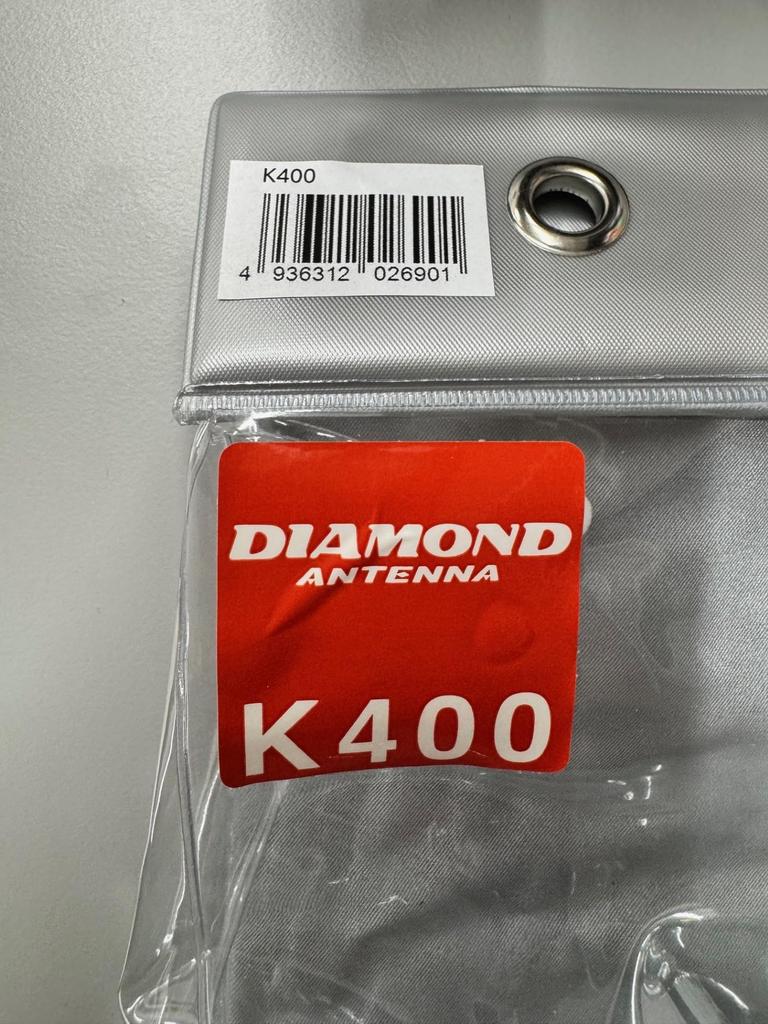 K400
4 936312 026901
DIAMOND
ANTENNA
K400